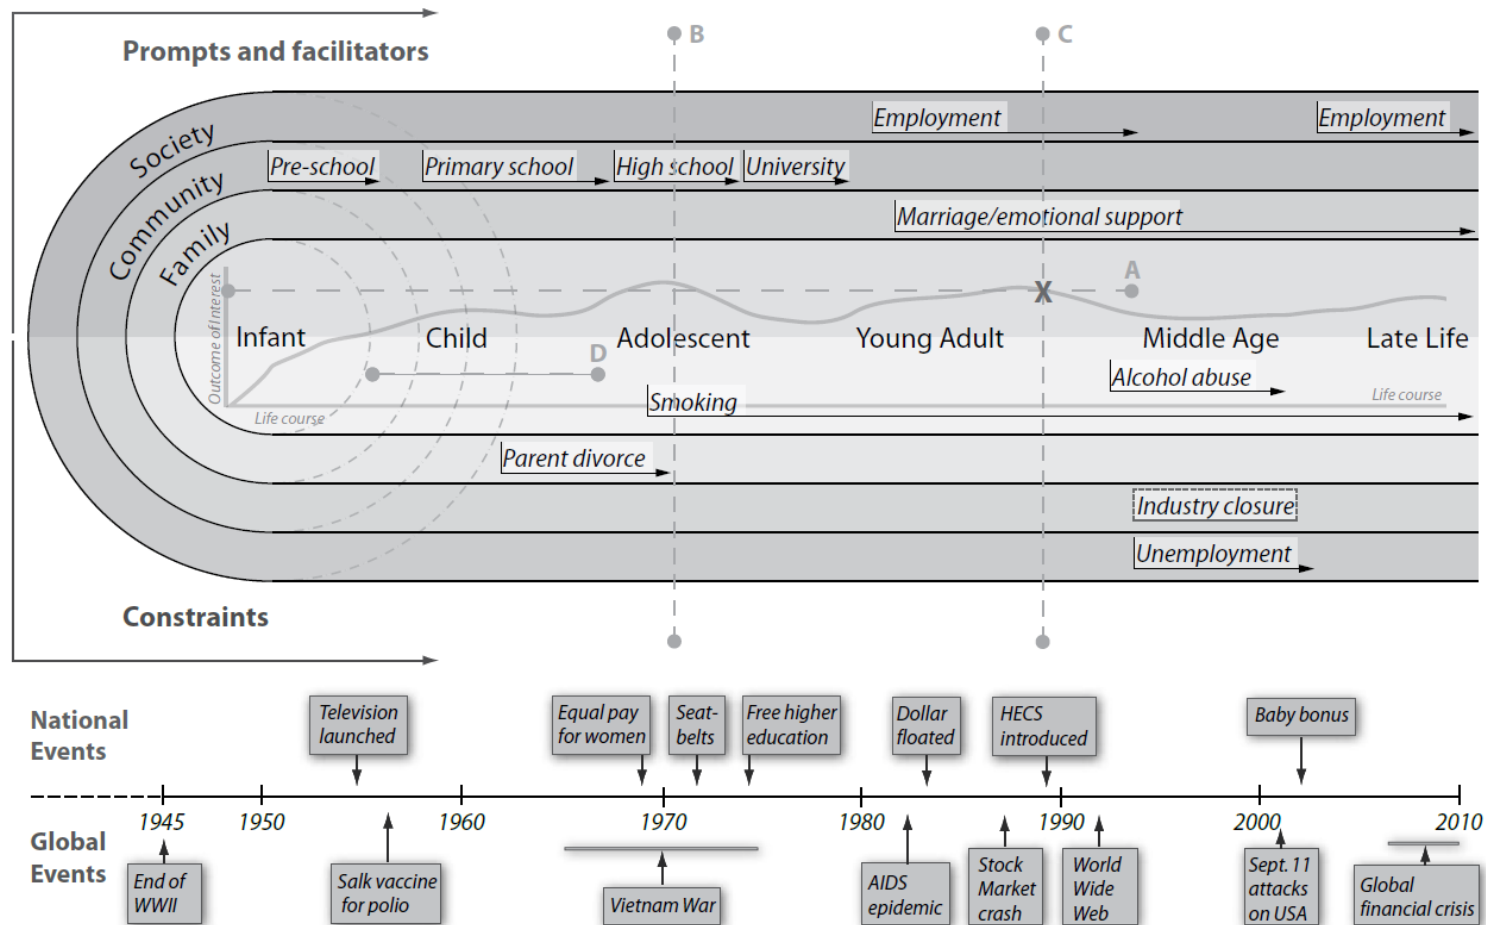 Prompts and facilitators
B
C
Society
Community
Family
Employment
Employment
Pre-school
Primary school
High school
University
Marriage/emotional support
A
X
Outcome of Interest
Infant
Child
Adolescent
Young Adult
Middle Age
Late Life
D
Alcohol abuse
Smoking
Life course
Life course
Parent divorce
Industry closure
Unemployment
Constraints
National
Events
Television
launched
Equal pay
for women
Seat-
belts
Free higher
education
Dollar
floated
HECS
introduced
Baby bonus
1945
1950
1960
1970
1980
1990
2000
2010
Global
Events
End of
WWII
Salk vaccine
for polio
Vietnam War
AIDS
epidemic
Stock
Market
crash
World
Wide
Web
Sept. 11
attacks
on USA
Global
financial crisis